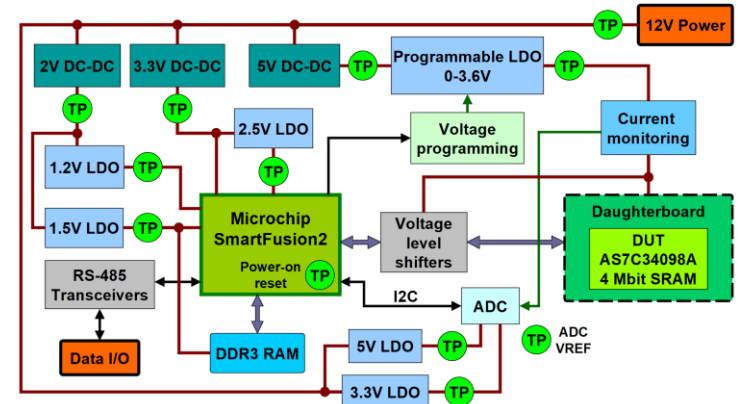 TP
12V Power
2V DC-DC
3.3V DC-DC
5V DC-DC
TP
Programmable LDO
0-3.6V
TP
TP
TP
2.5V LDO
Voltage
programming
Current
monitoring
1.2V LDO
TP
TP
1.5V LDO
TP
Microchip
SmartFusion2
Power-on
reset
TP
Voltage
level
shifters
Daughterboard
DUT
AS7C34098A
4 Mbit SRAM
RS-485
Transceivers
I2C
ADC
Data I/O
DDR3 RAM
5V LDO
TP
TP
ADC
VREF
3.3V LDO
TP